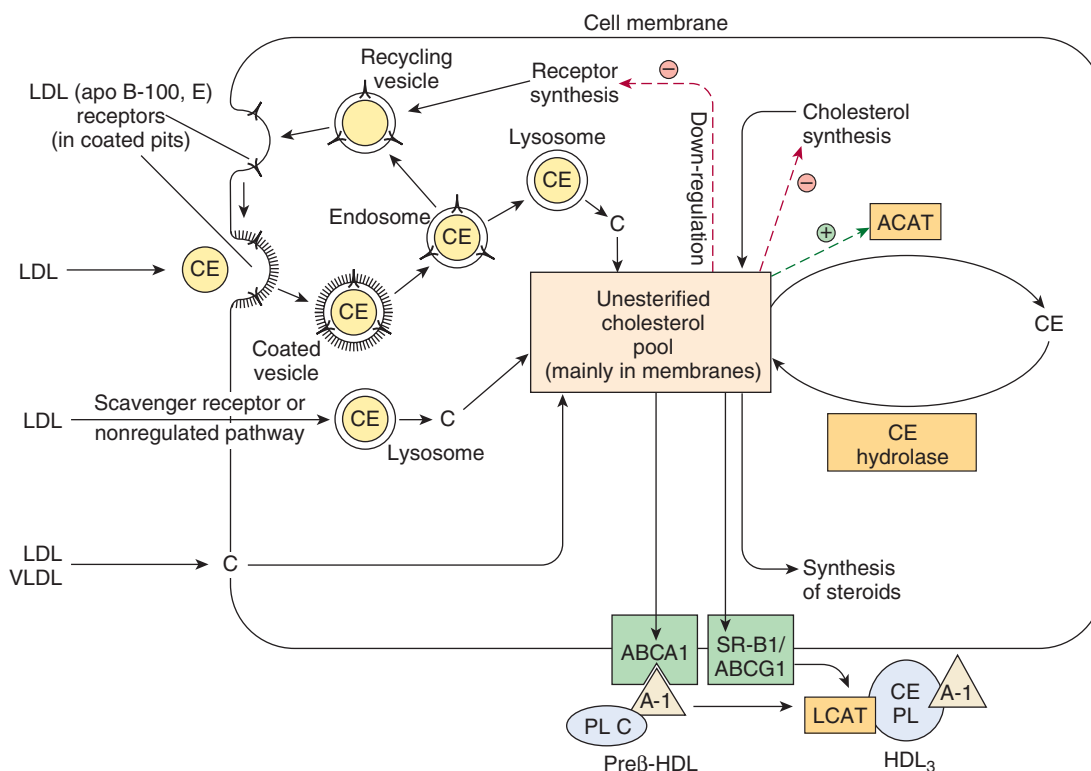 Cell membrane
Recycling
vesicle
Receptor
synthesis
−
LDL (apo B-100, E)
receptors
(in coated pits)
Cholesterol
synthesis
Lysosome
CE
Down-regulation
−
Endosome
CE
C
+
ACAT
LDL
CE
CE
Coated
vesicle
Unesterified
cholesterol
pool
(mainly in membranes)
CE
LDL
Scavenger receptor or
nonregulated pathway
CE
C
Lysosome
CE
hydrolase
LDL
VLDL
C
Synthesis
of steroids
ABCA1
SR-B1/
ABCG1
A-1
PL C
Preβ-HDL
LCAT
CE
PL
A-1
HDL₃